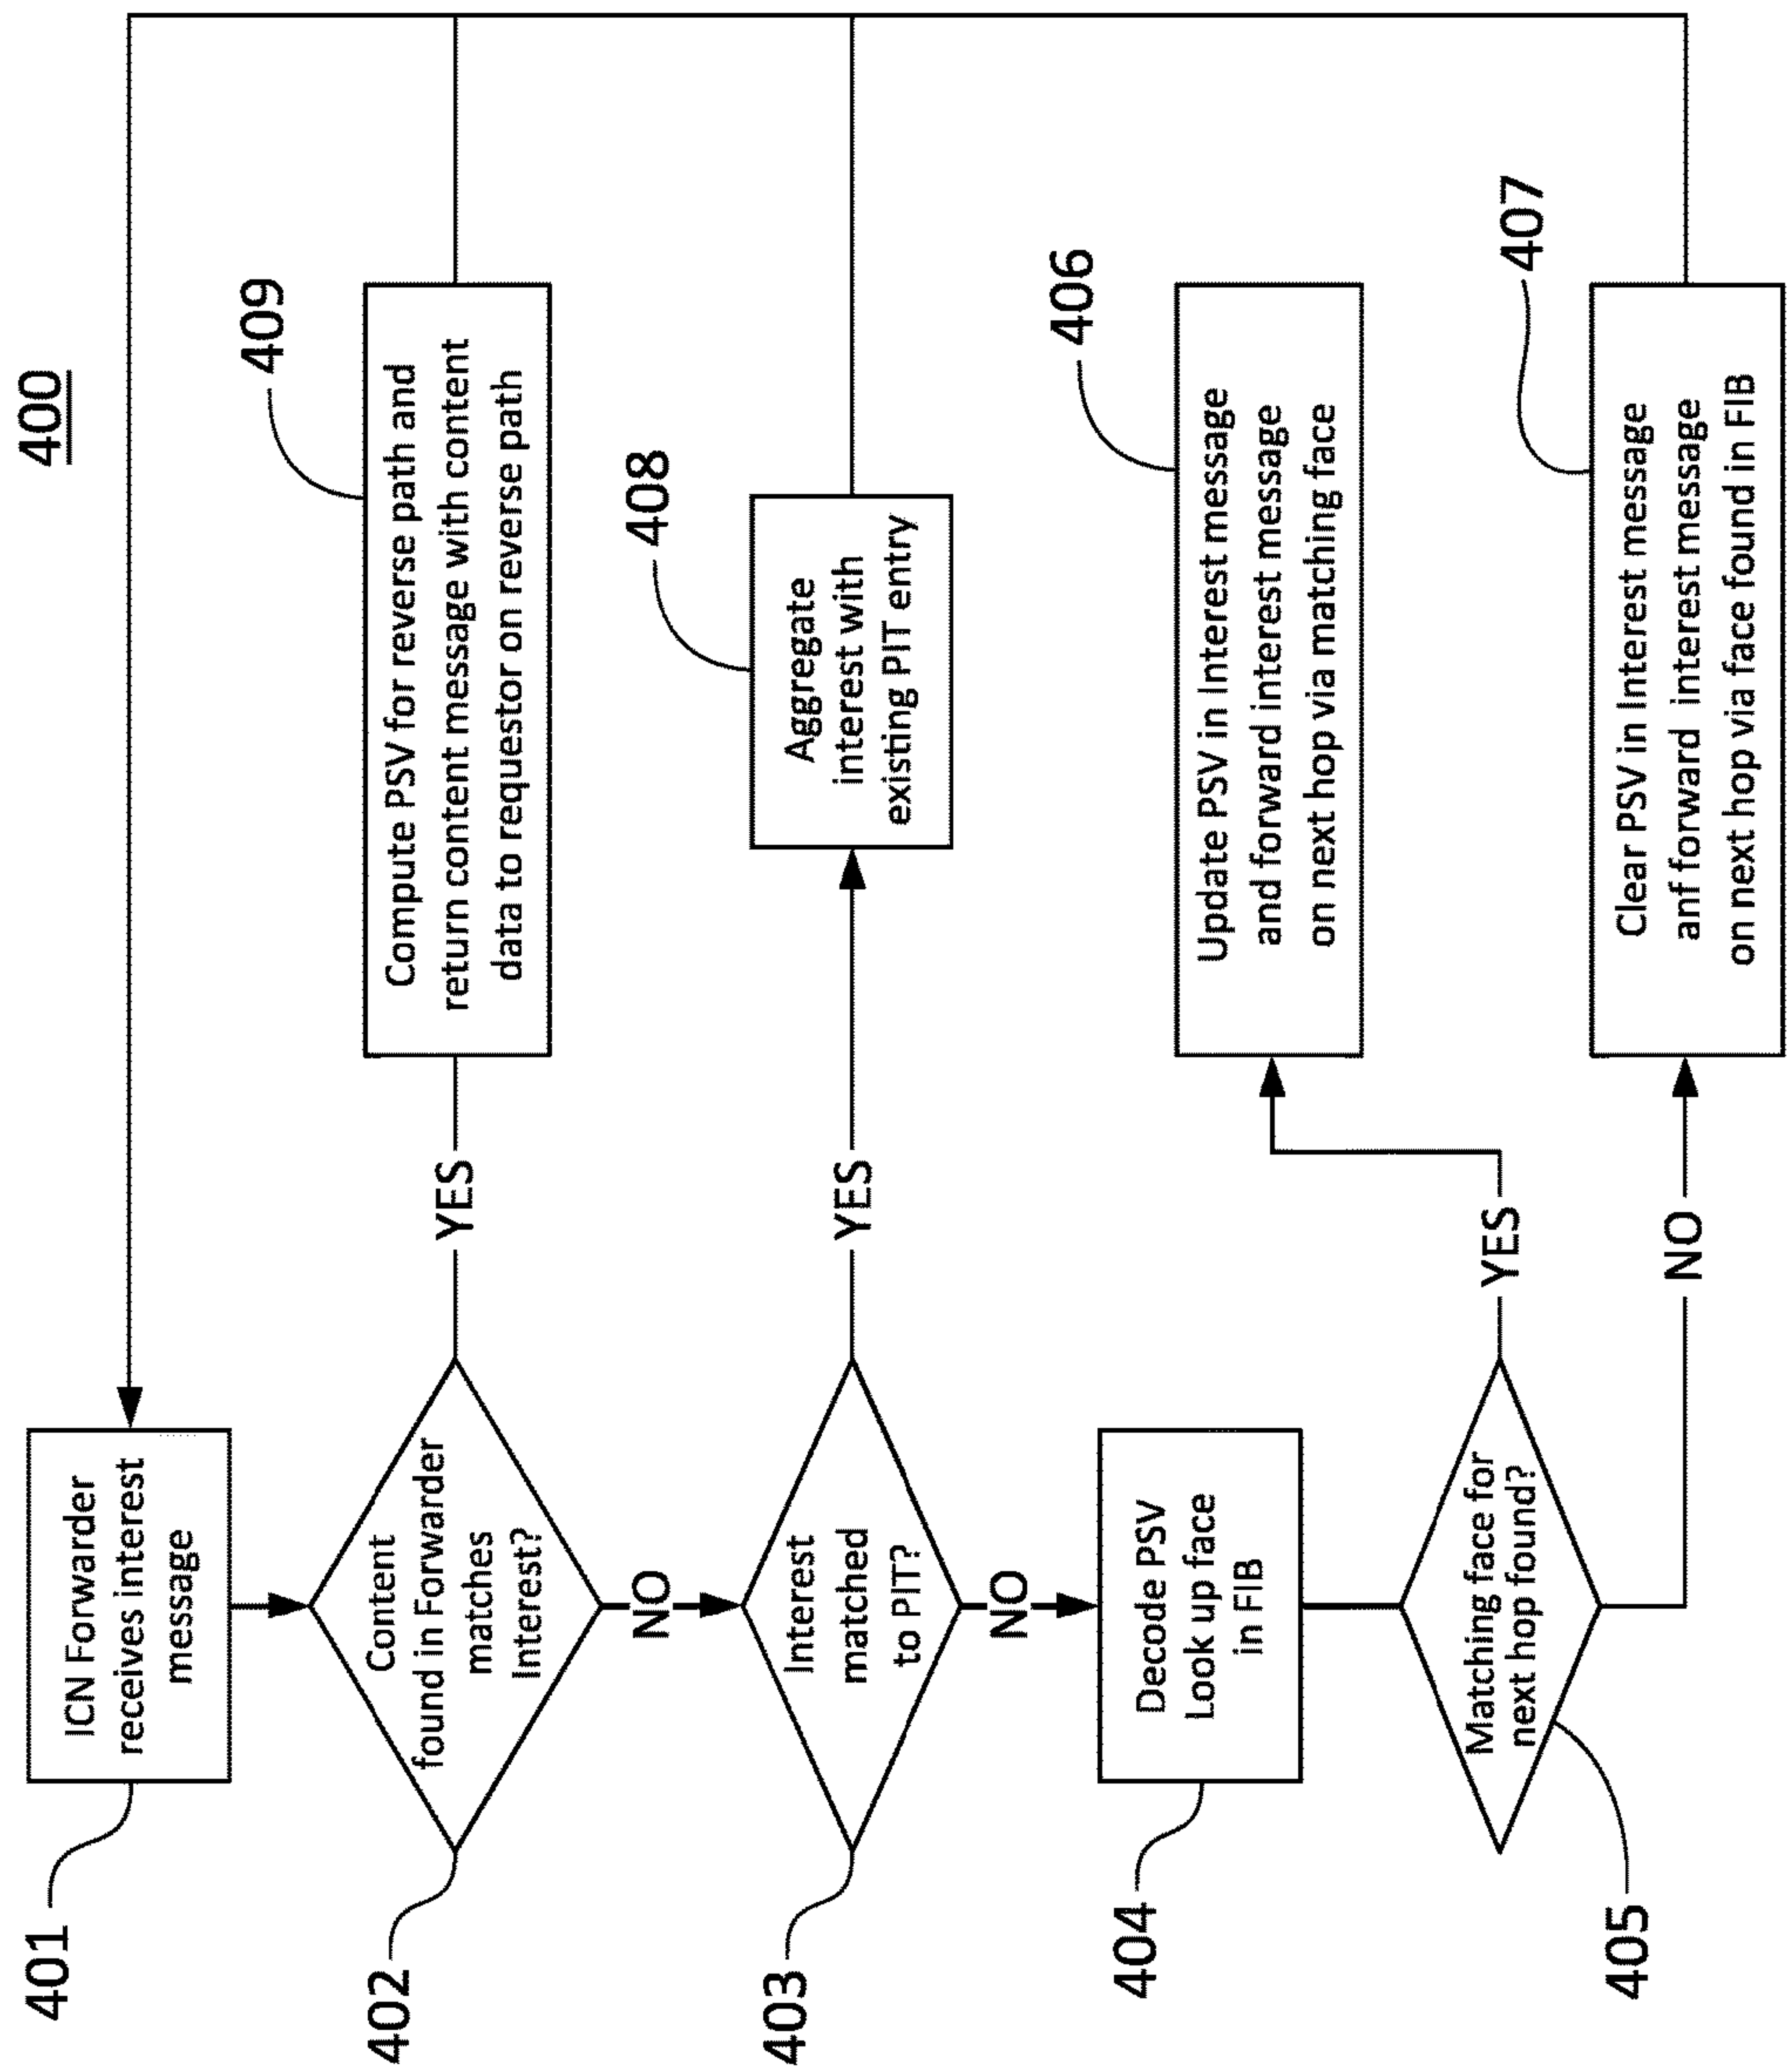 400
401
ICN Forwarder
receives interest
message
402
Content
found in Forwarder
matches
Interest?
YES
409
Compute PSV for reverse path and
return content message with content
data to requestor on reverse path
NO
403
Interest
matched
to PIT?
YES
408
Aggregate
interest with
existing PIT entry
NO
404
Decode PSV
Look up face
in FIB
405
Matching face for
next hop found?
YES
406
Update PSV in Interest message
and forward interest message
on next hop via matching face
NO
407
Clear PSV in Interest message
anf forward interest message
on next hop via face found in FIB